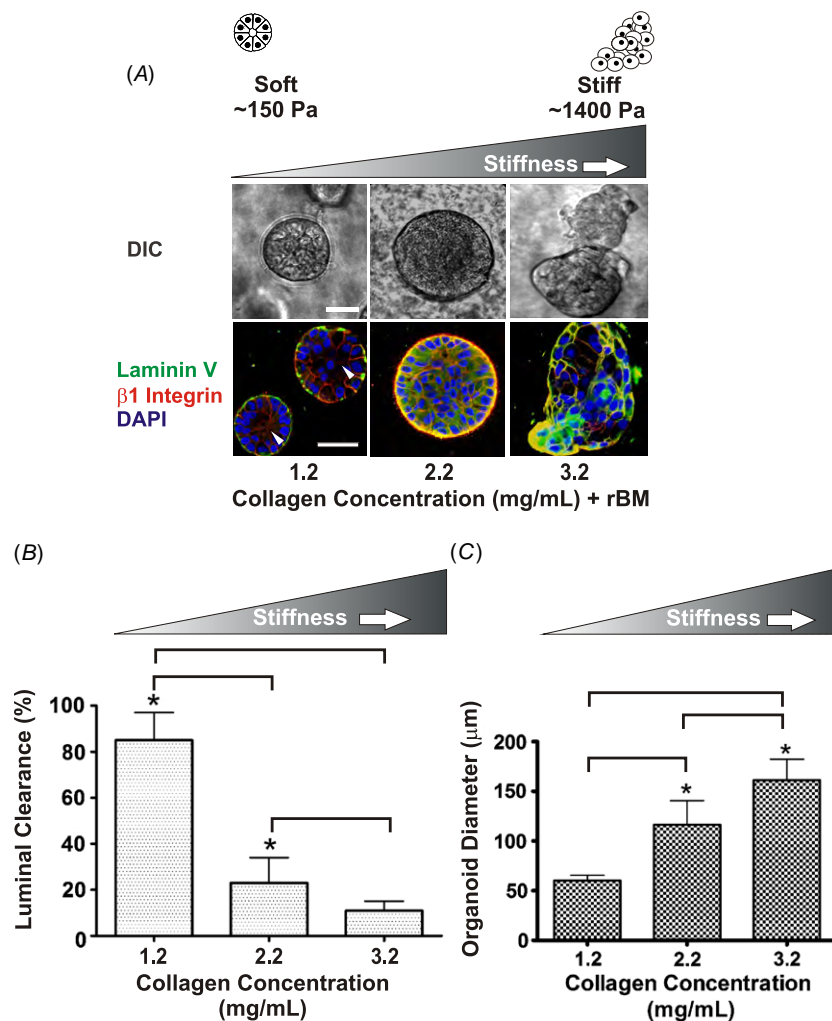 (A)
Soft
~150 Pa
Stiff
~1400 Pa
Stiffness
DIC
Laminin V
β1 Integrin
DAPI
1.2 2.2 3.2
Collagen Concentration (mg/mL) + rBM
(B)
Stiffness
Luminal Clearance (%)
100
80
60
40
20
0
* *
1.2 2.2 3.2
Collagen Concentration
(mg/mL)
(C)
Stiffness
Organoid Diameter (μm)
200
150
100
50
0
* *
1.2 2.2 3.2
Collagen Concentration
(mg/mL)